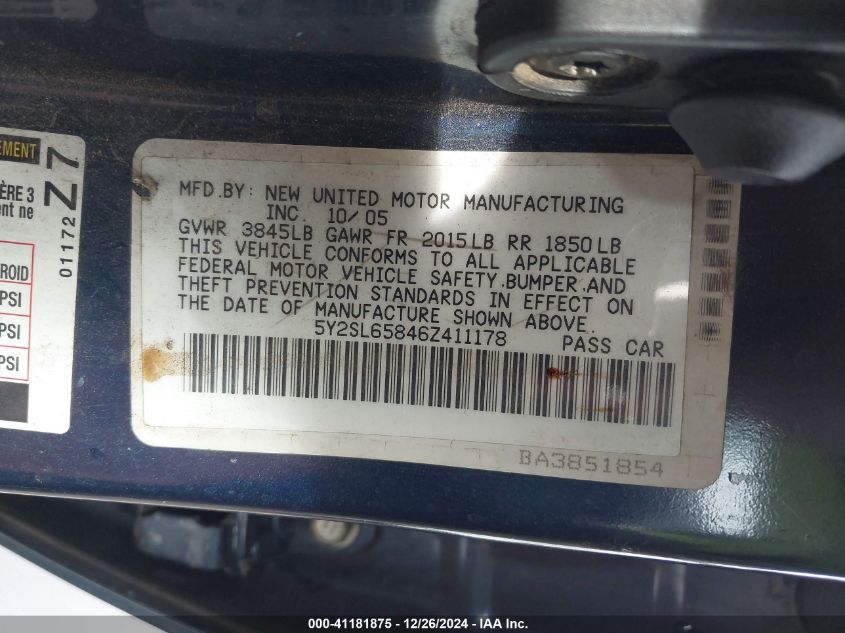 EMENT
ÈRE 3
ent ne
ROID
PSI
PSI
PSI
01172
Z 7
MFD.BY: NEW UNITED MOTOR MANUFACTURING
INC. 10/05
GVWR 3845LB GAWR FR 2015LB RR 1850LB
THIS VEHICLE CONFORMS TO ALL APPLICABLE
FEDERAL MOTOR VEHICLE SAFETY,BUMPER,AND
THEFT PREVENTION STANDARDS IN EFFECT ON
THE DATE OF MANUFACTURE SHOWN ABOVE.
5Y2SL65846Z411178 PASS CAR
BA3851854
000-41181875 - 12/26/2024 - IAA Inc.